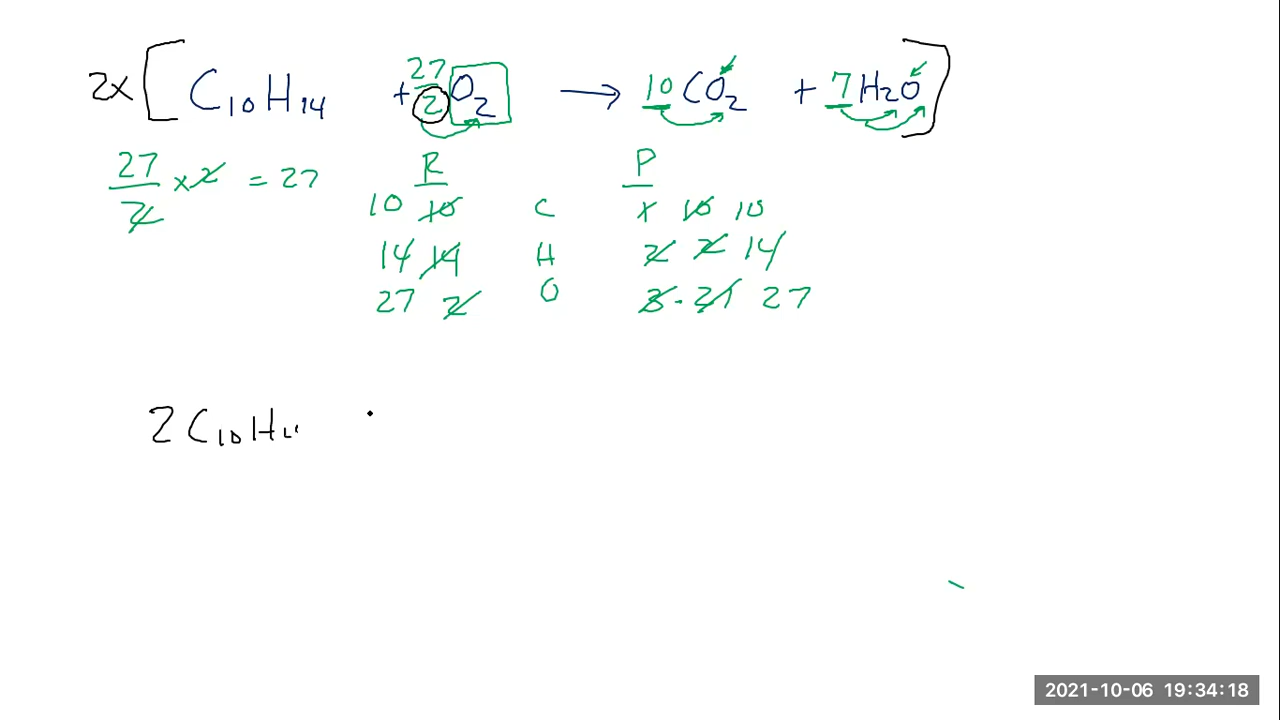 2x [ C₁₀H₁₄ + 27/2 O₂ → 10CO₂ + 7H₂O ]
27/2 x 2 = 27 R P
10 10 C 1 10 10
14 14 H 2 2 14
27 2 O 3 21 27
2C₁₀H
2021-10-06 19:34:18